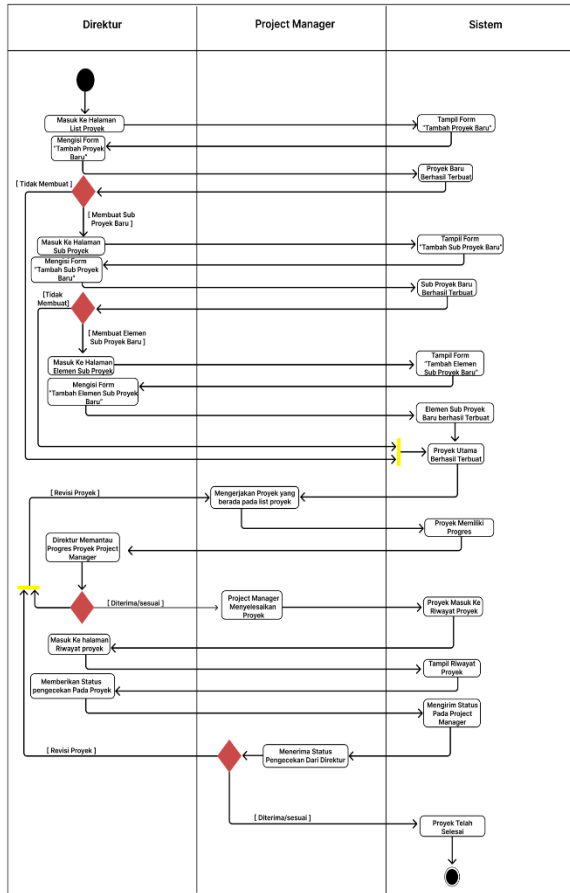 Direktur
Project Manager
Sistem
Masuk Ke Halaman
List Proyek
Tampil Form
"Tambah Proyek Baru"
Mengisi Form
"Tambah Proyek
Baru"
Proyek Baru
Berhasil Terbuat
[ Tidak Membuat ]
[ Membuat Sub
Proyek Baru ]
Masuk Ke Halaman
Sub Proyek
Tampil Form
"Tambah Sub Proyek
Baru"
Mengisi Form
"Tambah Sub Proyek
Baru"
Sub Proyek Baru
Berhasil Terbuat
[Tidak
Membuat]
[ Membuat Elemen
Sub Proyek Baru ]
Masuk Ke Halaman
Elemen Sub Proyek
Tampil Form
"Tambah Elemen
Sub Proyek Baru"
Mengisi Form
"Tambah Elemen Sub Proyek
Baru"
Elemen Sub Proyek
Baru berhasil Terbuat
Proyek Utama
Berhasil Terbuat
[ Revisi Proyek ]
Mengerjakan Proyek yang
berada pada list proyek
Proyek Memiliki
Progres
Direktur Memantau
Progres Proyek Project
Manager
[ Diterima/sesuai ]
Project Manager
Menyelesaikan
Proyek
Proyek Masuk Ke
Riwayat Proyek
Masuk Ke halaman
Riwayat proyek
Tampil Riwayat
Proyek
Memberikan Status
pengecekan Pada Proyek
Mengirim Status
Pada Project
Manager
[ Revisi Proyek ]
Menerima Status
Pengecekan Dari Direktur
[ Diterima/sesuai ]
Proyek Telah
Selesai